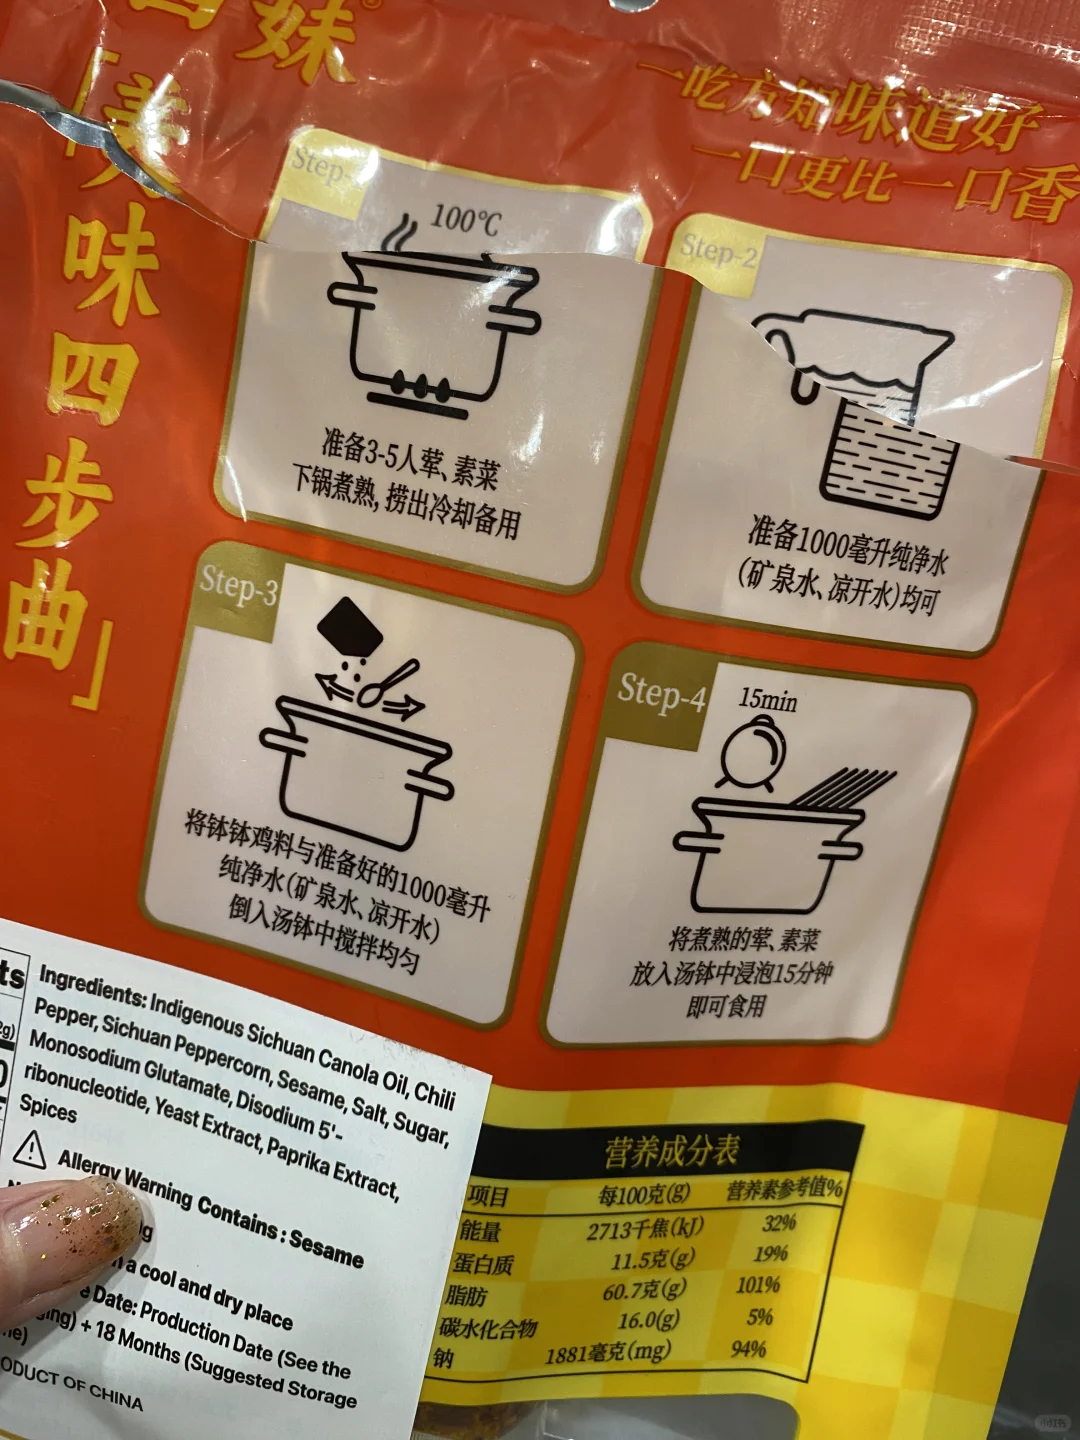 妹
「美味四步曲」
一吃方知味道好
一口更比一口香
Step-
100℃
准备3-5人荤、素菜
下锅煮熟, 捞出冷却备用
Step-2
准备1000毫升纯净水
(矿泉水、凉开水)均可
Step-3
将钵钵鸡料与准备好的1000毫升
纯净水(矿泉水、凉开水)
倒入汤钵中搅拌均匀
Step-4
15min
将煮熟的荤、素菜
放入汤钵中浸泡15分钟
即可食用
ts
Ingredients: Indigenous Sichuan Canola Oil, Chili
Pepper, Sichuan Peppercorn, Sesame, Salt, Sugar,
Monosodium Glutamate, Disodium 5'-
ribonucleotide, Yeast Extract, Paprika Extract,
Spices
Allergy Warning Contains : Sesame
a cool and dry place
Date: Production Date (See the
+ 18 Months (Suggested Storage
ODUCT OF CHINA
营养成分表
项目 每100克(g) 营养素参考值%
能量 2713千焦(kJ) 32%
蛋白质 11.5克(g) 19%
脂肪 60.7克(g) 101%
碳水化合物 16.0(g) 5%
钠 1881毫克(mg) 94%
小红书